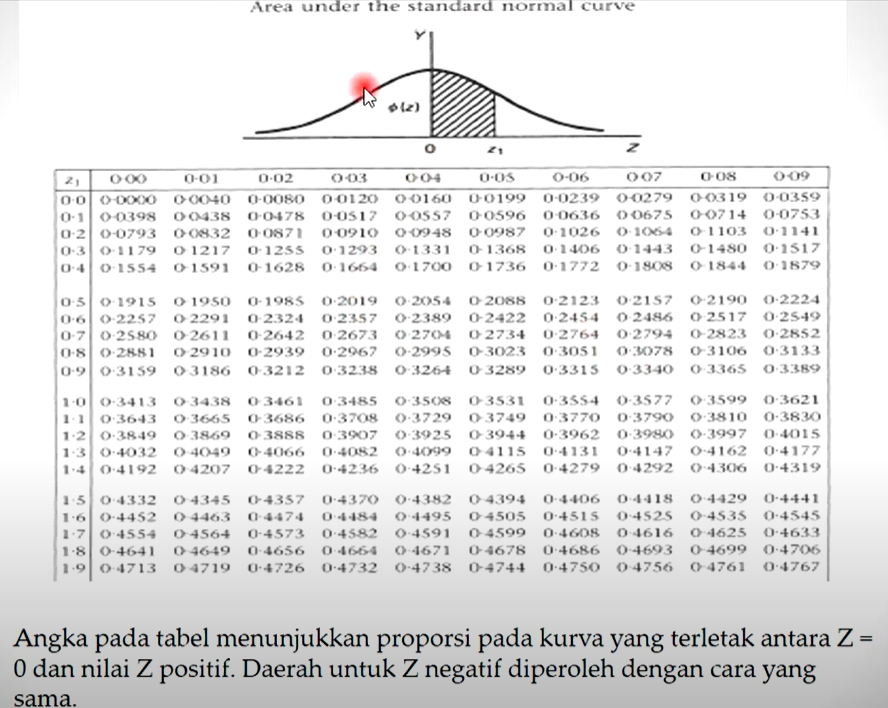 Area under the standard normal curve
Y
ϕ(z)
0 z₁ Z
z₁ 0·00 0·01 0·02 0·03 0·04 0·05 0·06 0·07 0·08 0·09
0·0 0·0000 0·0040 0·0080 0·0120 0·0160 0·0199 0·0239 0·0279 0·0319 0·0359
0·1 0·0398 0·0438 0·0478 0·0517 0·0557 0·0596 0·0636 0·0675 0·0714 0·0753
0·2 0·0793 0·0832 0·0871 0·0910 0·0948 0·0987 0·1026 0·1064 0·1103 0·1141
0·3 0·1179 0·1217 0·1255 0·1293 0·1331 0·1368 0·1406 0·1443 0·1480 0·1517
0·4 0·1554 0·1591 0·1628 0·1664 0·1700 0·1736 0·1772 0·1808 0·1844 0·1879
0·5 0·1915 0·1950 0·1985 0·2019 0·2054 0·2088 0·2123 0·2157 0·2190 0·2224
0·6 0·2257 0·2291 0·2324 0·2357 0·2389 0·2422 0·2454 0·2486 0·2517 0·2549
0·7 0·2580 0·2611 0·2642 0·2673 0·2704 0·2734 0·2764 0·2794 0·2823 0·2852
0·8 0·2881 0·2910 0·2939 0·2967 0·2995 0·3023 0·3051 0·3078 0·3106 0·3133
0·9 0·3159 0·3186 0·3212 0·3238 0·3264 0·3289 0·3315 0·3340 0·3365 0·3389
1·0 0·3413 0·3438 0·3461 0·3485 0·3508 0·3531 0·3554 0·3577 0·3599 0·3621
1·1 0·3643 0·3665 0·3686 0·3708 0·3729 0·3749 0·3770 0·3790 0·3810 0·3830
1·2 0·3849 0·3869 0·3888 0·3907 0·3925 0·3944 0·3962 0·3980 0·3997 0·4015
1·3 0·4032 0·4049 0·4066 0·4082 0·4099 0·4115 0·4131 0·4147 0·4162 0·4177
1·4 0·4192 0·4207 0·4222 0·4236 0·4251 0·4265 0·4279 0·4292 0·4306 0·4319
1·5 0·4332 0·4345 0·4357 0·4370 0·4382 0·4394 0·4406 0·4418 0·4429 0·4441
1·6 0·4452 0·4463 0·4474 0·4484 0·4495 0·4505 0·4515 0·4525 0·4535 0·4545
1·7 0·4554 0·4564 0·4573 0·4582 0·4591 0·4599 0·4608 0·4616 0·4625 0·4633
1·8 0·4641 0·4649 0·4656 0·4664 0·4671 0·4678 0·4686 0·4693 0·4699 0·4706
1·9 0·4713 0·4719 0·4726 0·4732 0·4738 0·4744 0·4750 0·4756 0·4761 0·4767
Angka pada tabel menunjukkan proporsi pada kurva yang terletak antara Z =
0 dan nilai Z positif. Daerah untuk Z negatif diperoleh dengan cara yang
sama.